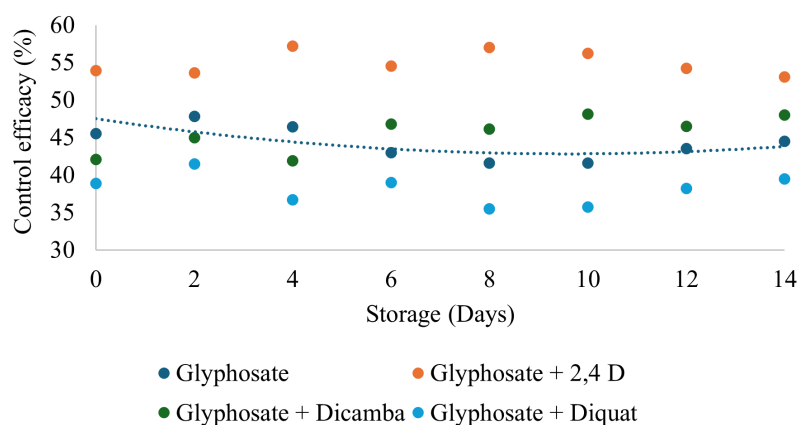 Control efficacy (%)
60
55
50
45
40
35
30
0 2 4 6 8 10 12 14
Storage (Days)
Glyphosate
Glyphosate + 2,4 D
Glyphosate + Dicamba
Glyphosate + Diquat